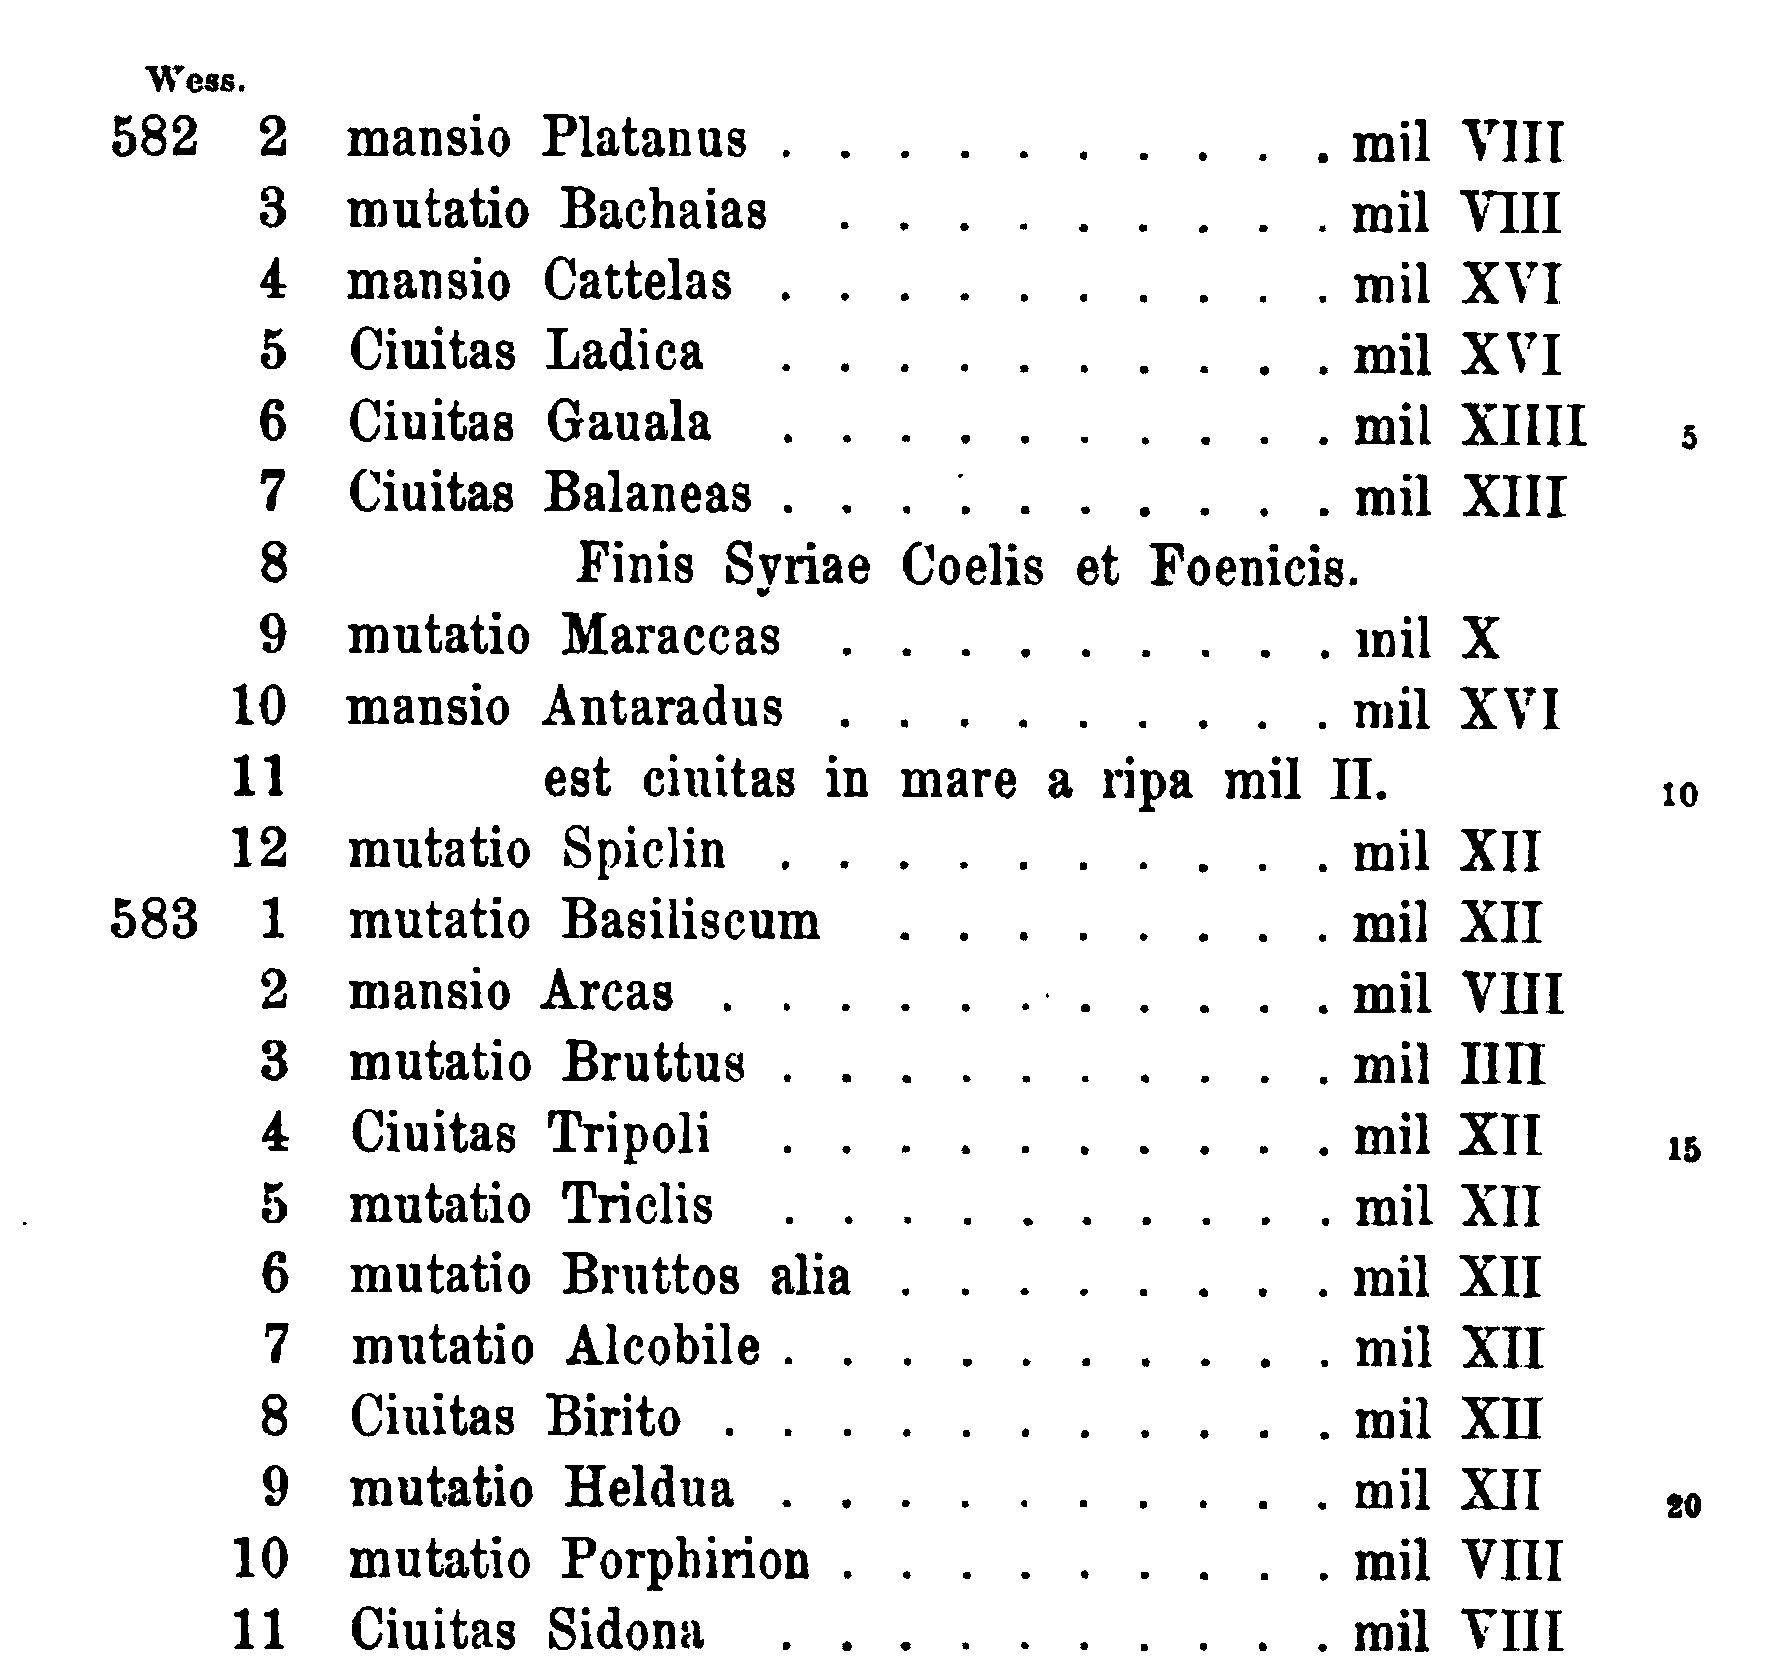 Wess.
582 2 mansio Platanus . . . . . . . . . . mil VIII
3 mutatio Bachaias . . . . . . . . . mil VIII
4 mansio Cattelas . . . . . . . . . . mil XVI
5 Ciuitas Ladica . . . . . . . . . . mil XVI
6 Ciuitas Gauala . . . . . . . . . . mil XIIII 5
7 Ciuitas Balaneas . . . . . . . . . . mil XIII
8 Finis Syriae Coelis et Foenicis.
9 mutatio Maraccas . . . . . . . . . mil X
10 mansio Antaradus . . . . . . . . . mil XVI
11 est ciuitas in mare a ripa mil II. 10
12 mutatio Spiclin . . . . . . . . . . mil XII
583 1 mutatio Basiliscum . . . . . . . . mil XII
2 mansio Arcas . . . . . . . . . . . mil VIII
3 mutatio Bruttus . . . . . . . . . . mil IIII
4 Ciuitas Tripoli . . . . . . . . . . mil XII 15
5 mutatio Triclis . . . . . . . . . . mil XII
6 mutatio Bruttos alia . . . . . . . . mil XII
7 mutatio Alcobile . . . . . . . . . . mil XII
8 Ciuitas Birito . . . . . . . . . . . mil XII
9 mutatio Heldua . . . . . . . . . . mil XII 20
10 mutatio Porphirion . . . . . . . . . mil VIII
11 Ciuitas Sidona . . . . . . . . . . mil VIII